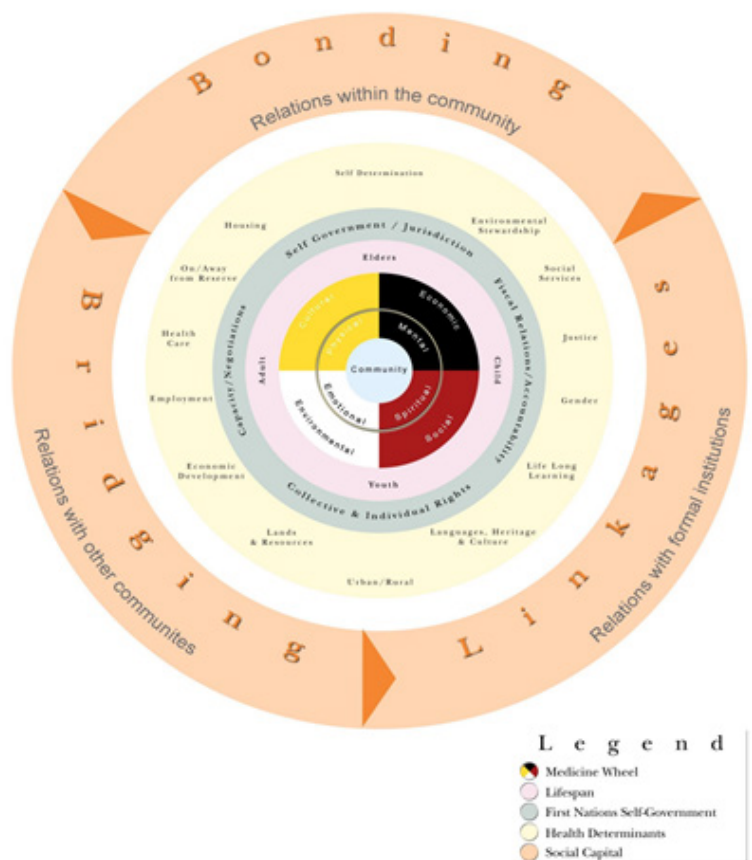 Bonding
Relations within the community
Self Determination
Housing
Environmental
Stewardship
On/Away
from Reserve
Social
Services
Health
Care
Justice
Employment
Gender
Economic
Development
Life Long
Learning
Lands
& Resources
Languages, Heritage
& Culture
Urban/Rural
Self Government / Jurisdiction
Fiscal Relations/Accountability
Capacity/Negotiations
Collective & Individual Rights
Elders
Adult
Child
Youth
Cultural
Physical
Economic
Mental
Community
Emotional
Environmental
Spiritual
Social
Bridging
Relations with other communites
Linkages
Relations with formal institutions
Legend
Medicine Wheel
Lifespan
First Nations Self-Government
Health Determinants
Social Capital